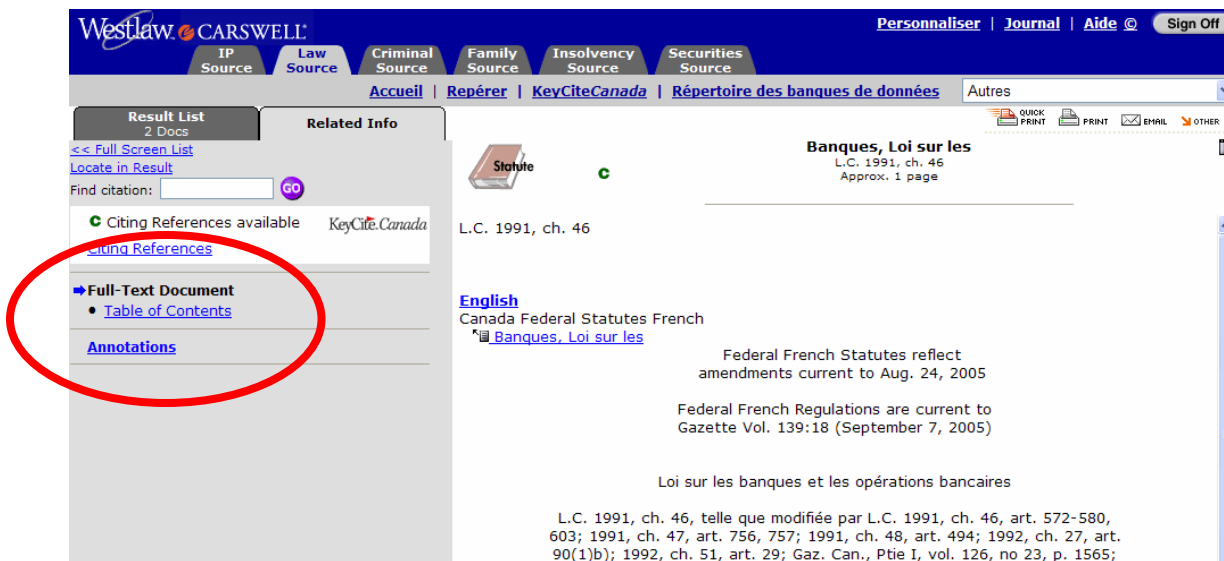 Westlaw. CARSWELL
Personnaliser | Journal | Aide © Sign Off
IP Source
Law Source
Criminal Source
Family Source
Insolvency Source
Securities Source
Accueil | Repérer | KeyCiteCanada | Répertoire des banques de données Autres
Result List
2 Docs
Related Info
QUICK PRINT PRINT EMAIL OTHER
<< Full Screen List
Locate in Result
Find citation: GO
C Citing References available KeyCite.Canada
Citing References
Full-Text Document
• Table of Contents
Annotations
Statute C
Banques, Loi sur les
L.C. 1991, ch. 46
Approx. 1 page
L.C. 1991, ch. 46
English
Canada Federal Statutes French
Banques, Loi sur les
Federal French Statutes reflect
amendments current to Aug. 24, 2005
Federal French Regulations are current to
Gazette Vol. 139:18 (September 7, 2005)
Loi sur les banques et les opérations bancaires
L.C. 1991, ch. 46, telle que modifiée par L.C. 1991, ch. 46, art. 572-580,
603; 1991, ch. 47, art. 756, 757; 1991, ch. 48, art. 494; 1992, ch. 27, art.
90(1)b); 1992, ch. 51, art. 29; Gaz. Can., Ptie I, vol. 126, no 23, p. 1565;